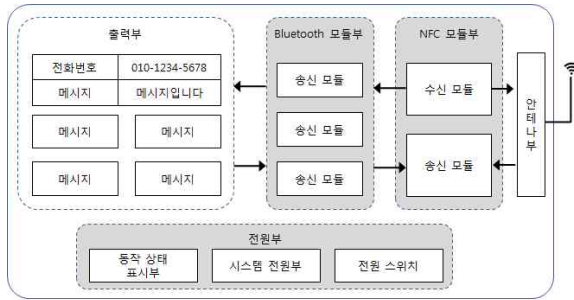 출력부
전화번호 010-1234-5678
메시지 메시지입니다
메시지 메시지
메시지 메시지
Bluetooth 모듈부
송신 모듈
송신 모듈
송신 모듈
NFC 모듈부
수신 모듈
송신 모듈
안테나부
전원부
동작 상태
표시부
시스템 전원부
전원 스위치